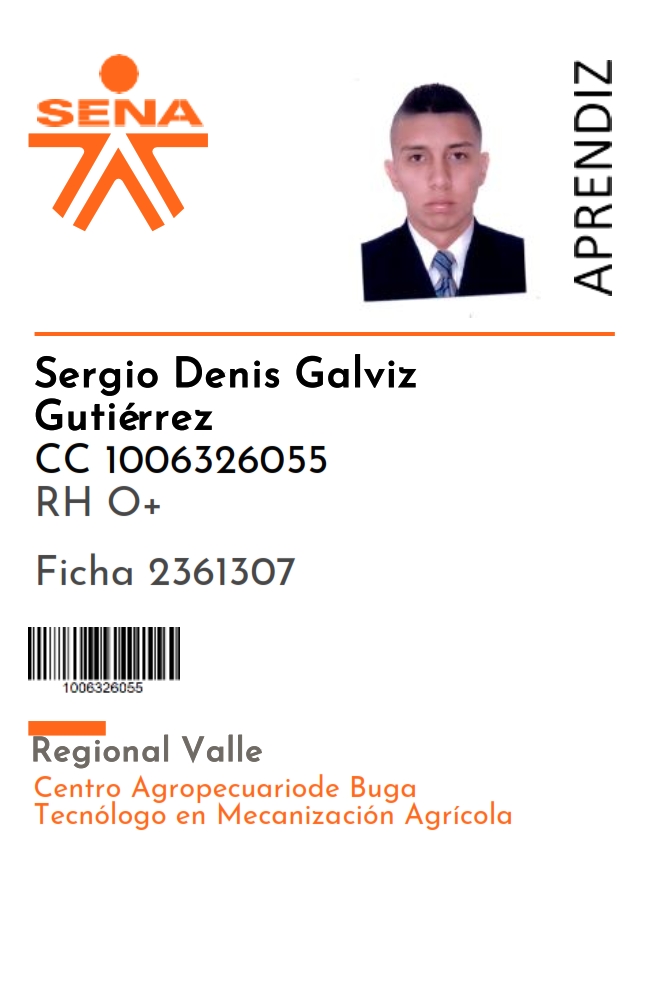 SENA
APRENDIZ
Sergio Denis Galviz
Gutiérrez
CC 1006326055
RH O+
Ficha 2361307
1006326055
Regional Valle
Centro Agropecuariode Buga
Tecnólogo en Mecanización Agrícola